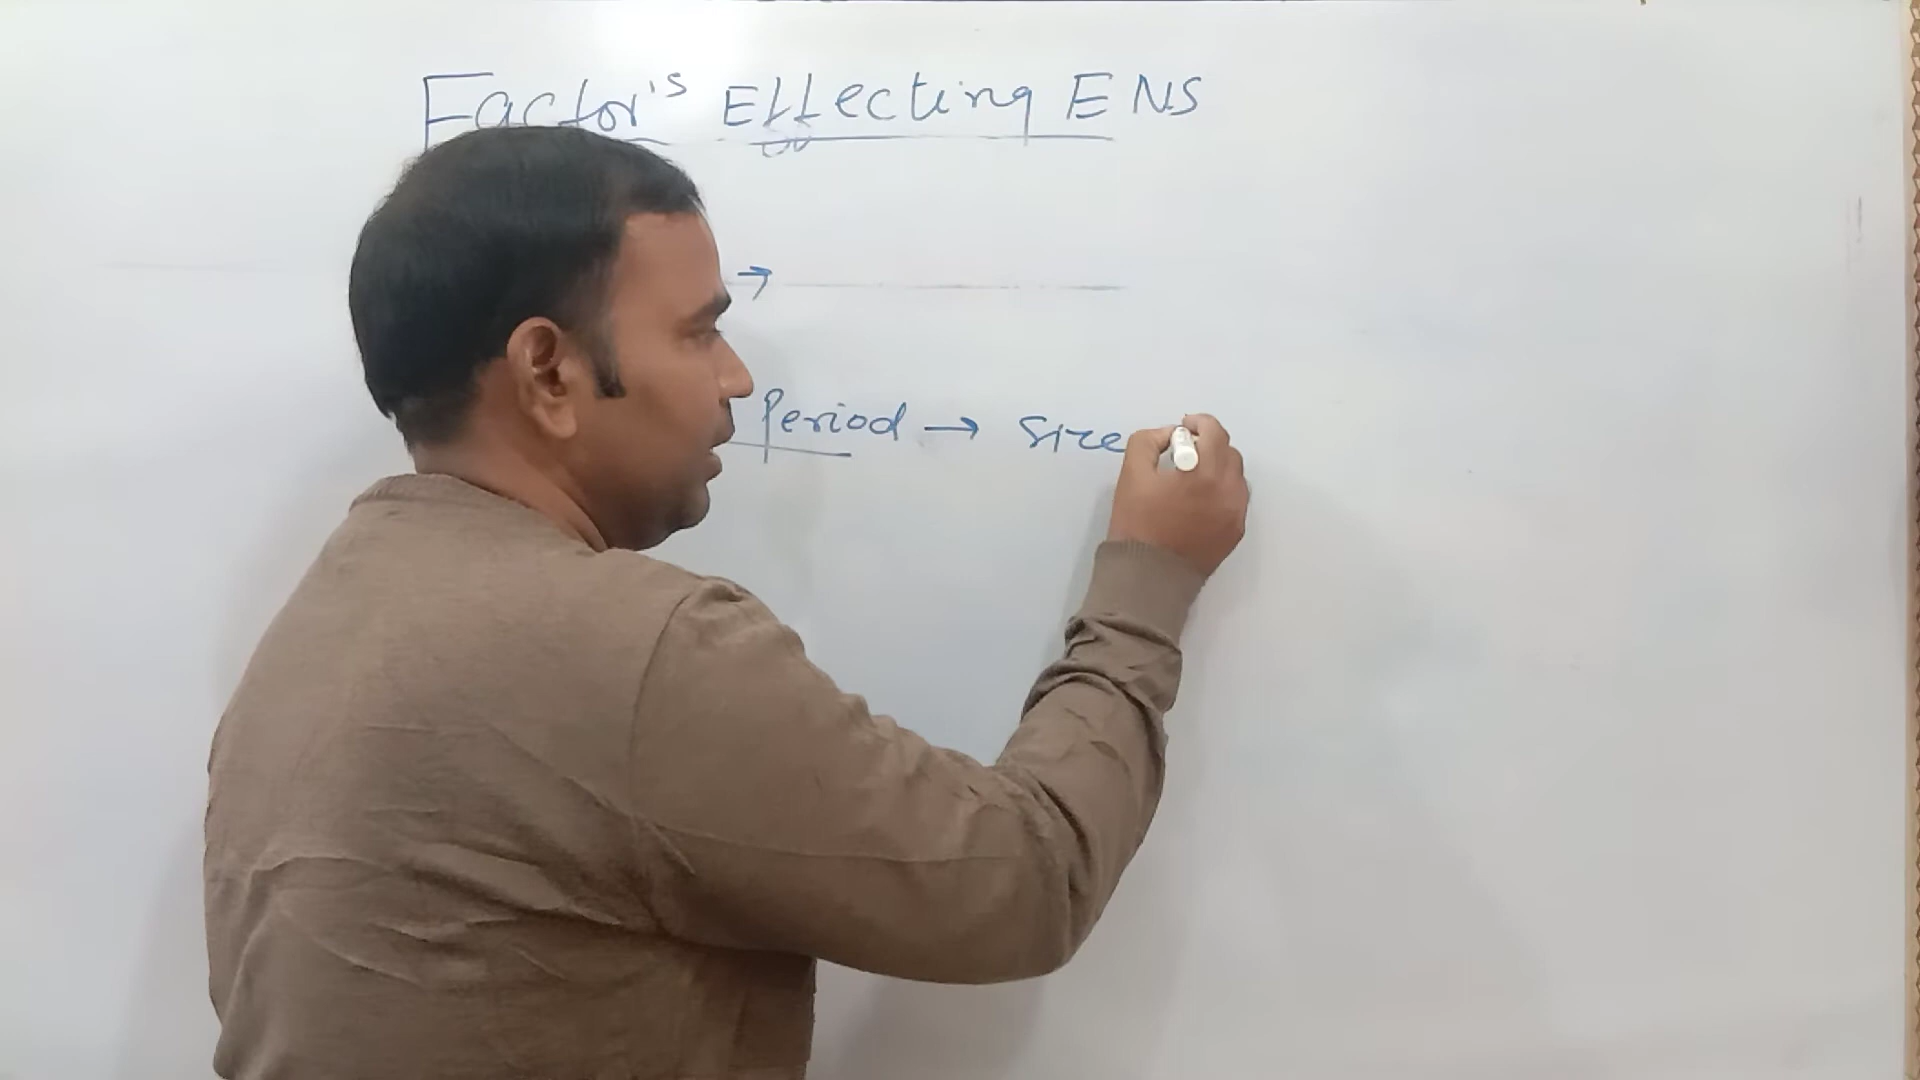 Factor's Effecting ENS
→
Period → Size